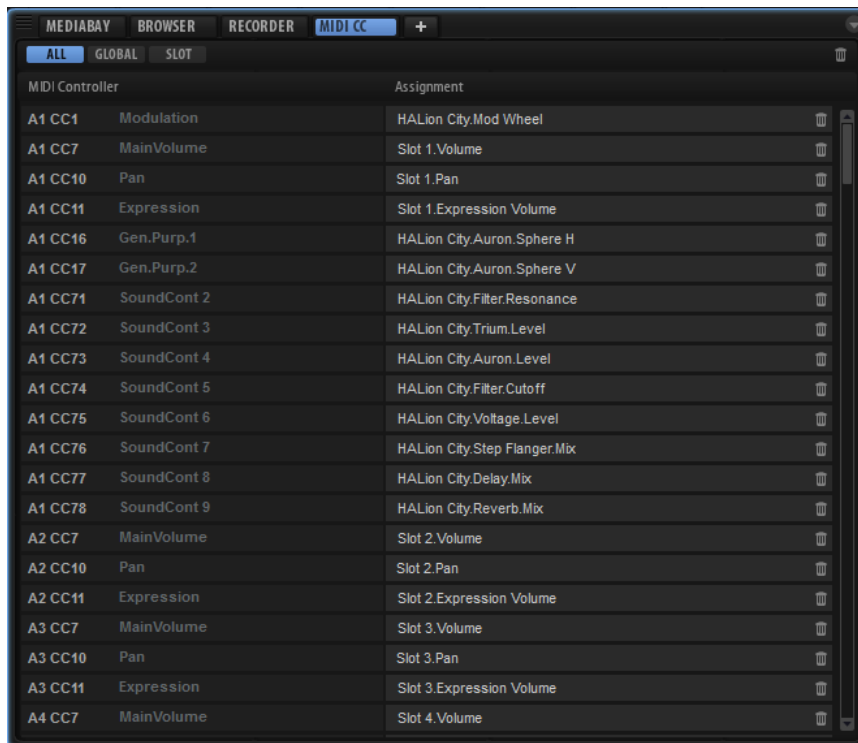 MEDIABAY BROWSER RECORDER MIDI CC +
ALL GLOBAL SLOT
MIDI Controller Assignment
A1 CC1 Modulation HALion City.Mod Wheel
A1 CC7 MainVolume Slot 1.Volume
A1 CC10 Pan Slot 1.Pan
A1 CC11 Expression Slot 1.Expression Volume
A1 CC16 Gen.Purp.1 HALion City.Auron.Sphere H
A1 CC17 Gen.Purp.2 HALion City.Auron.Sphere V
A1 CC71 SoundCont 2 HALion City.Filter.Resonance
A1 CC72 SoundCont 3 HALion City.Trium.Level
A1 CC73 SoundCont 4 HALion City.Auron.Level
A1 CC74 SoundCont 5 HALion City.Filter.Cutoff
A1 CC75 SoundCont 6 HALion City.Voltage.Level
A1 CC76 SoundCont 7 HALion City.Step Flanger.Mix
A1 CC77 SoundCont 8 HALion City.Delay.Mix
A1 CC78 SoundCont 9 HALion City.Reverb.Mix
A2 CC7 MainVolume Slot 2.Volume
A2 CC10 Pan Slot 2.Pan
A2 CC11 Expression Slot 2.Expression Volume
A3 CC7 MainVolume Slot 3.Volume
A3 CC10 Pan Slot 3.Pan
A3 CC11 Expression Slot 3.Expression Volume
A4 CC7 MainVolume Slot 4.Volume